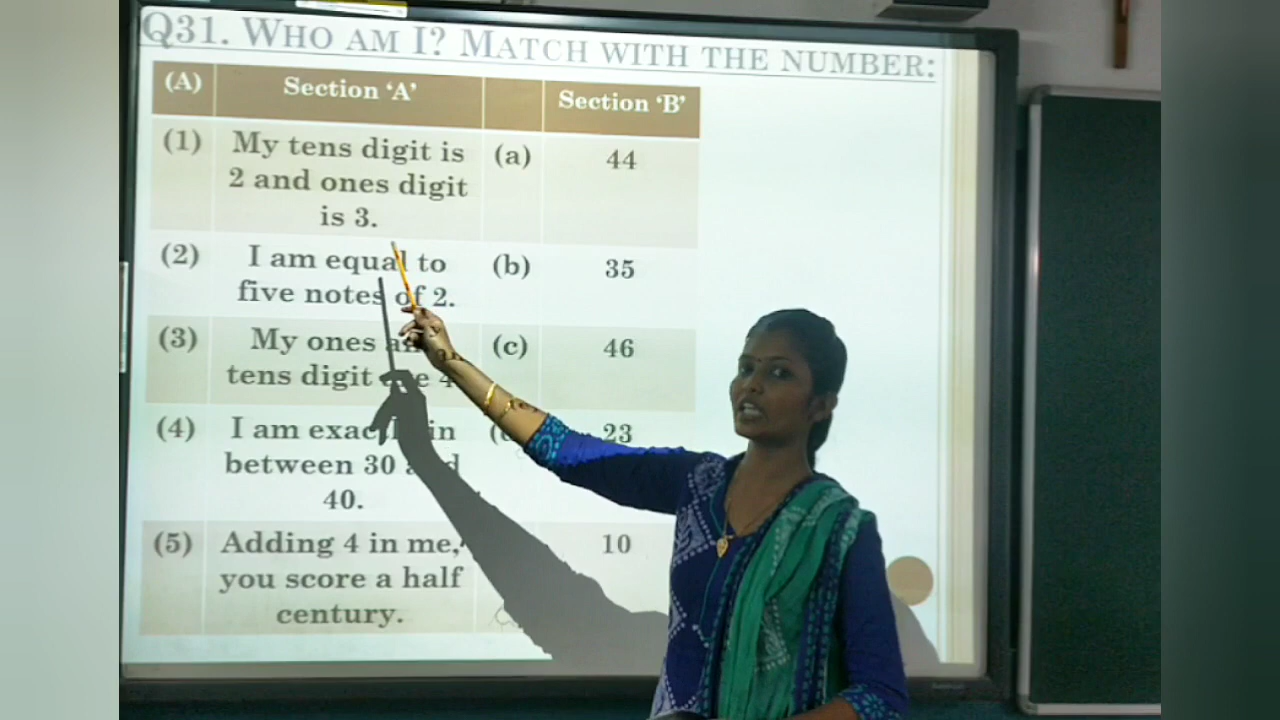 Q31. WHO AM I? MATCH WITH THE NUMBER:
(A) Section 'A' Section 'B'
(1) My tens digit is (a) 44
2 and ones digit
is 3.
(2) I am equal to (b) 35
five notes of 2.
(3) My ones (c) 46
tens digit 4
(4) I am in 23
between 30
40.
(5) Adding 4 in me, 10
you score a half
century.